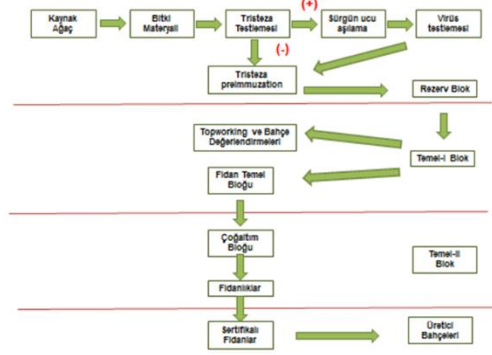 (+)
Kaynak
Ağaç
Bitki
Materyali
Tristeza
Testlemesi
Sürgün ucu
aşılama
Virüs
testlemesi
(-)
Tristeza
preimmuzation
Rezerv Blok
Topworking ve Bahçe
Değerlendirmeleri
Temel-I Blok
Fidan Temel
Bloğu
Çoğaltım
Bloğu
Temel-II
Blok
Fidanlıklar
Sertifikalı
Fidanlar
Üretici
Bahçeleri